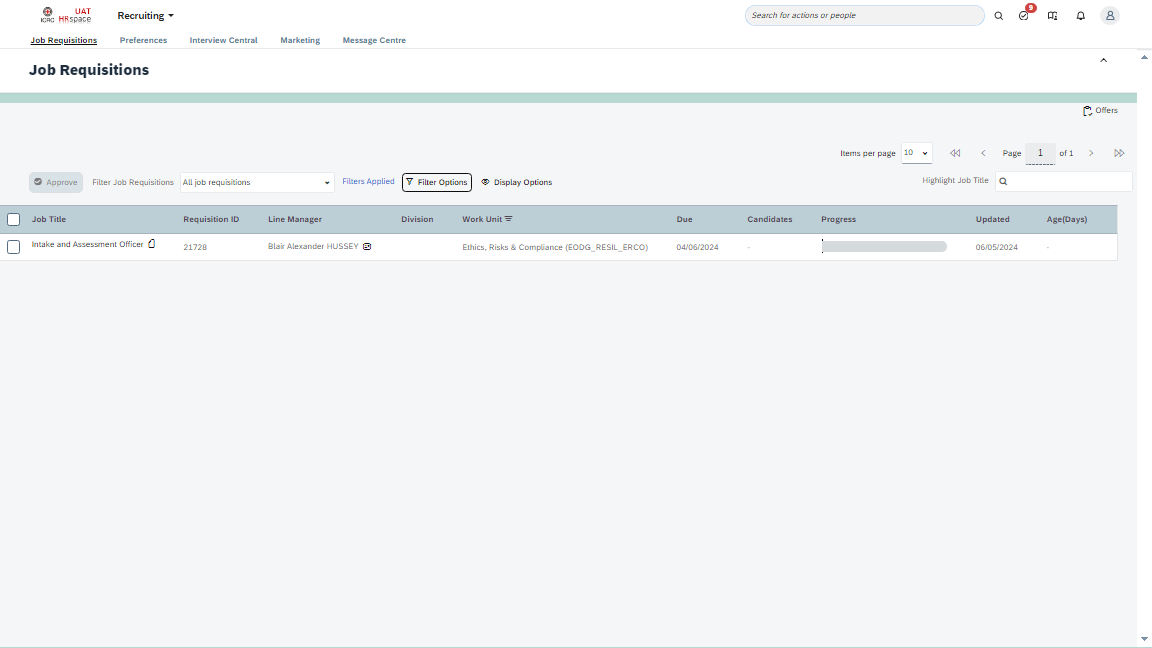 ICRC
UAT
HRspace
Recruiting
Search for actions or people
9
Job Requisitions
Preferences
Interview Central
Marketing
Message Centre
Job Requisitions
Offers
Items per page
10
Page
1
of 1
Approve
Filter Job Requisitions
All job requisitions
Filters Applied
Filter Options
Display Options
Highlight Job Title
Job Title Requisition ID Line Manager Division Work Unit Due Candidates Progress Updated Age(Days)
Intake and Assessment Officer 21728 Blair Alexander HUSSEY Ethics, Risks & Compliance (EODG_RESIL_ERCO) 04/06/2024 - 06/05/2024 -